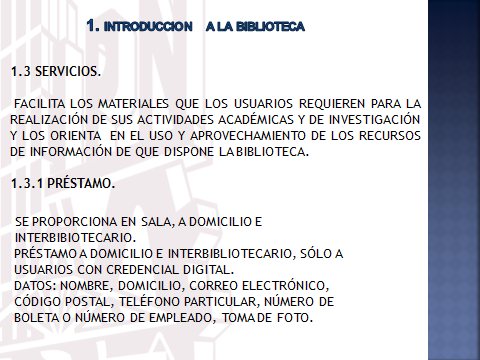 1. INTRODUCCION A LA BIBLIOTECA
1.3 SERVICIOS.
FACILITA LOS MATERIALES QUE LOS USUARIOS REQUIEREN PARA LA
REALIZACIÓN DE SUS ACTIVIDADES ACADÉMICAS Y DE INVESTIGACIÓN
Y LOS ORIENTA EN EL USO Y APROVECHAMIENTO DE LOS RECURSOS
DE INFORMACIÓN DE QUE DISPONE LA BIBLIOTECA.
1.3.1 PRÉSTAMO.
SE PROPORCIONA EN SALA, A DOMICILIO E
INTERBIBIOTECARIO.
PRÉSTAMO A DOMICILIO E INTERBIBLIOTECARIO, SÓLO A
USUARIOS CON CREDENCIAL DIGITAL.
DATOS: NOMBRE, DOMICILIO, CORREO ELECTRÓNICO,
CÓDIGO POSTAL, TELÉFONO PARTICULAR, NÚMERO DE
BOLETA O NÚMERO DE EMPLEADO, TOMA DE FOTO.